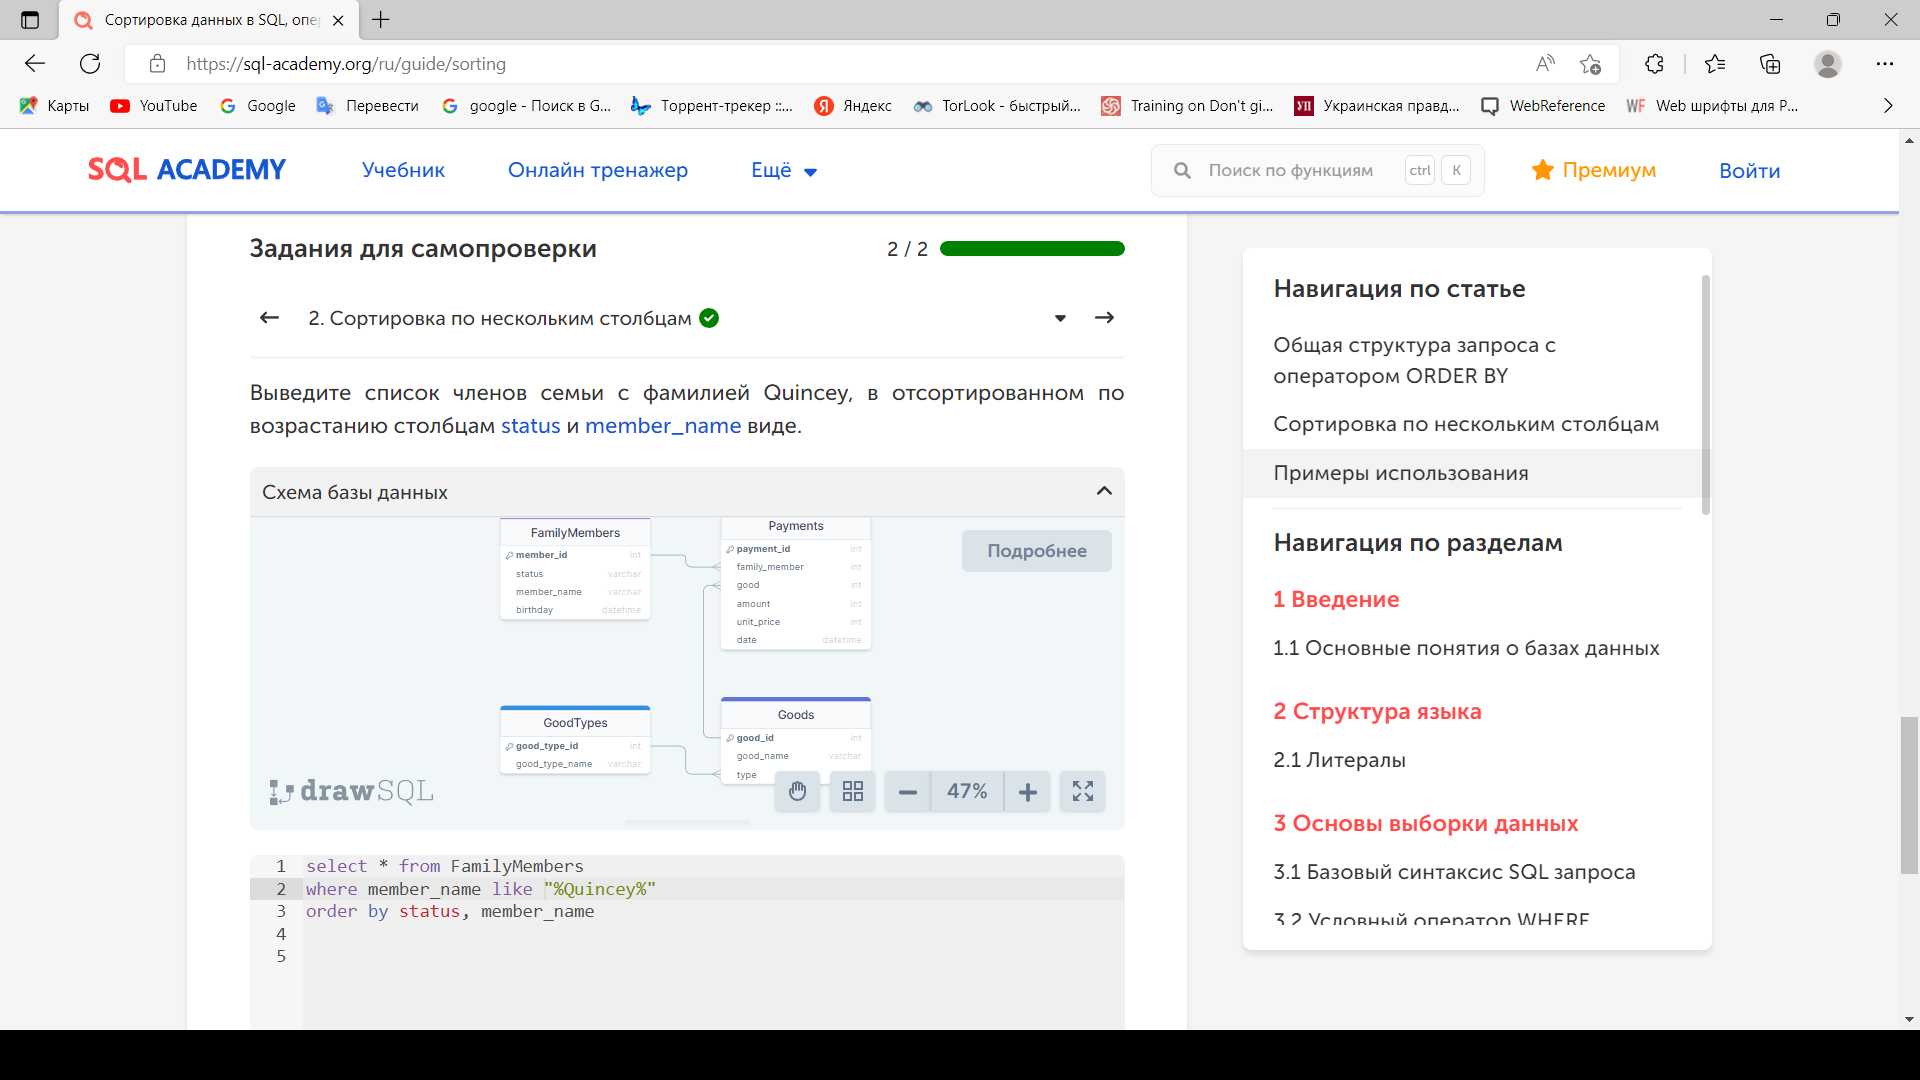 Сортировка данных в SQL, опе
https://sql-academy.org/ru/guide/sorting
Карты
YouTube
Google
Перевести
google - Поиск в G...
Торрент-трекер ::...
Яндекс
TorLook - быстрый...
Training on Don't gi...
Украинская правд...
WebReference
Web шрифты для P...
SQL ACADEMY
Учебник
Онлайн тренажер
Ещё
Поиск по функциям
ctrl
K
Премиум
Войти
Задания для самопроверки
2 / 2
2. Сортировка по нескольким столбцам
Выведите список членов семьи с фамилией Quincey, в отсортированном по
возрастанию столбцам status и member_name виде.
Схема базы данных
FamilyMembers
member_id int
status varchar
member_name varchar
birthday datetime
Payments
payment_id int
family_member int
good int
amount int
unit_price int
date datetime
Подробнее
GoodTypes
good_type_id int
good_type_name varchar
Goods
good_id int
good_name varchar
type
drawSQL
47%
1 select * from FamilyMembers
2 where member_name like "%Quincey%"
3 order by status, member_name
4
5
Навигация по статье
Общая структура запроса с
оператором ORDER BY
Сортировка по нескольким столбцам
Примеры использования
Навигация по разделам
1 Введение
1.1 Основные понятия о базах данных
2 Структура языка
2.1 Литералы
3 Основы выборки данных
3.1 Базовый синтаксис SQL запроса
3.2 Условный оператор WHERE